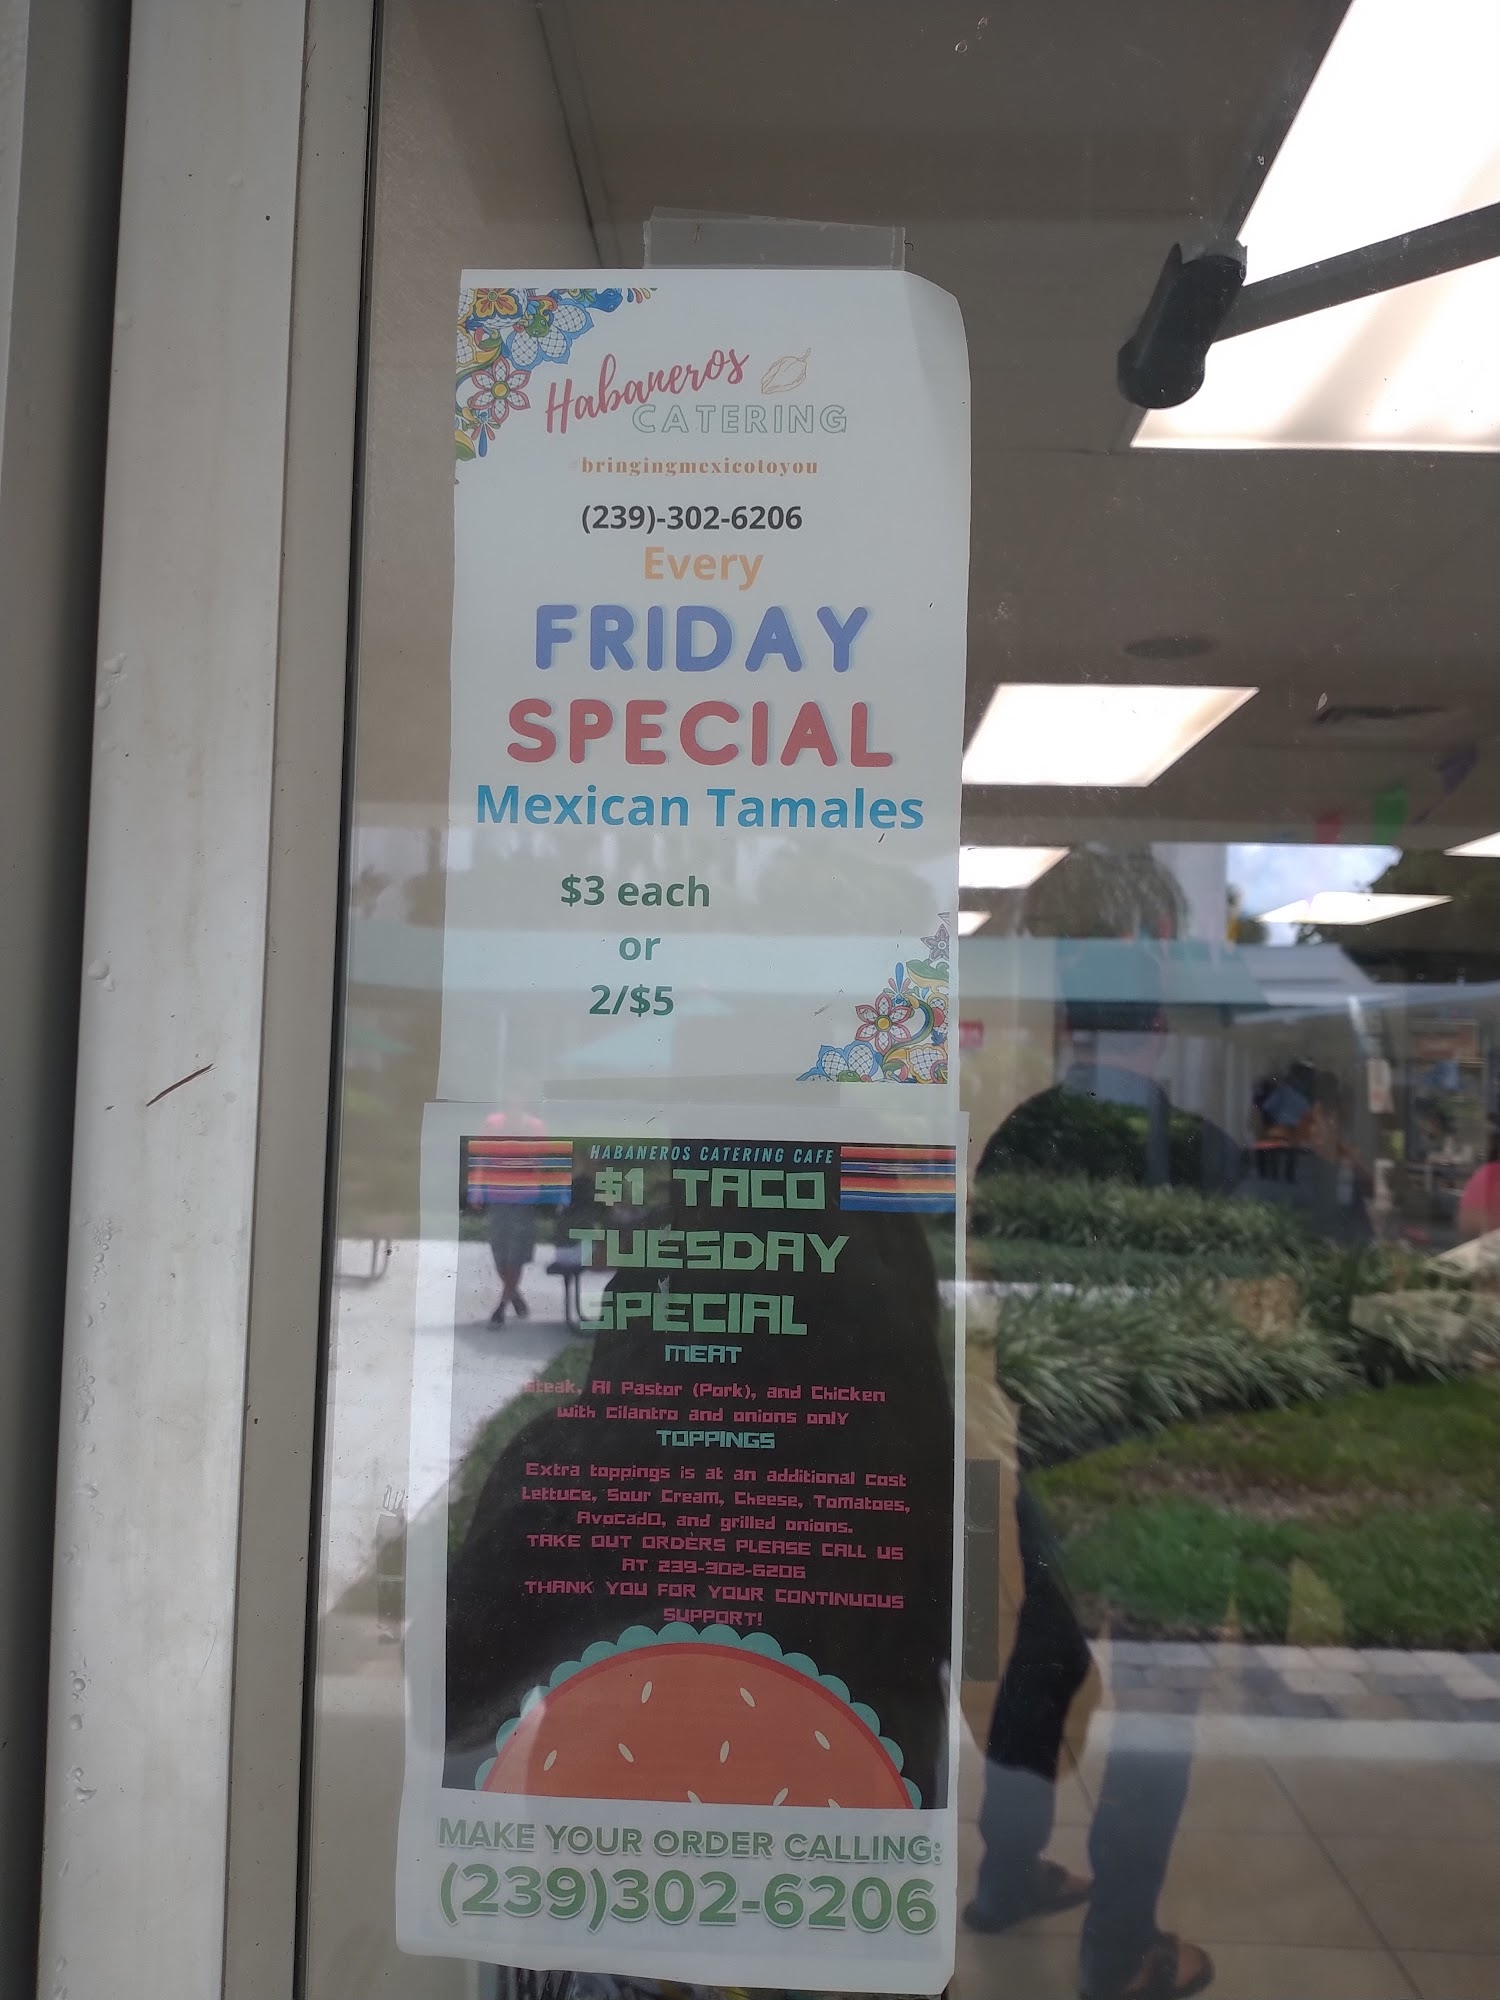 Habaneros
CATERING
#bringingmexicotoyou
(239)-302-6206
Every
FRIDAY
SPECIAL
Mexican Tamales
$3 each
or
2/$5
HABANEROS CATERING CAFE
$1 TACO
TUESDAY
SPECIAL
MEAT
Steak, Al Pastor (Pork), and Chicken
with cilantro and onions only
TOPPINGS
Extra toppings is at an additional cost
Lettuce, Sour Cream, Cheese, Tomatoes,
AvocadO, and grilled onions.
TAKE OUT ORDERS PLEASE CALL US
AT 239-302-6206
THANK YOU FOR YOUR CONTINUOUS
SUPPORT!
MAKE YOUR ORDER CALLING:
(239)302-6206